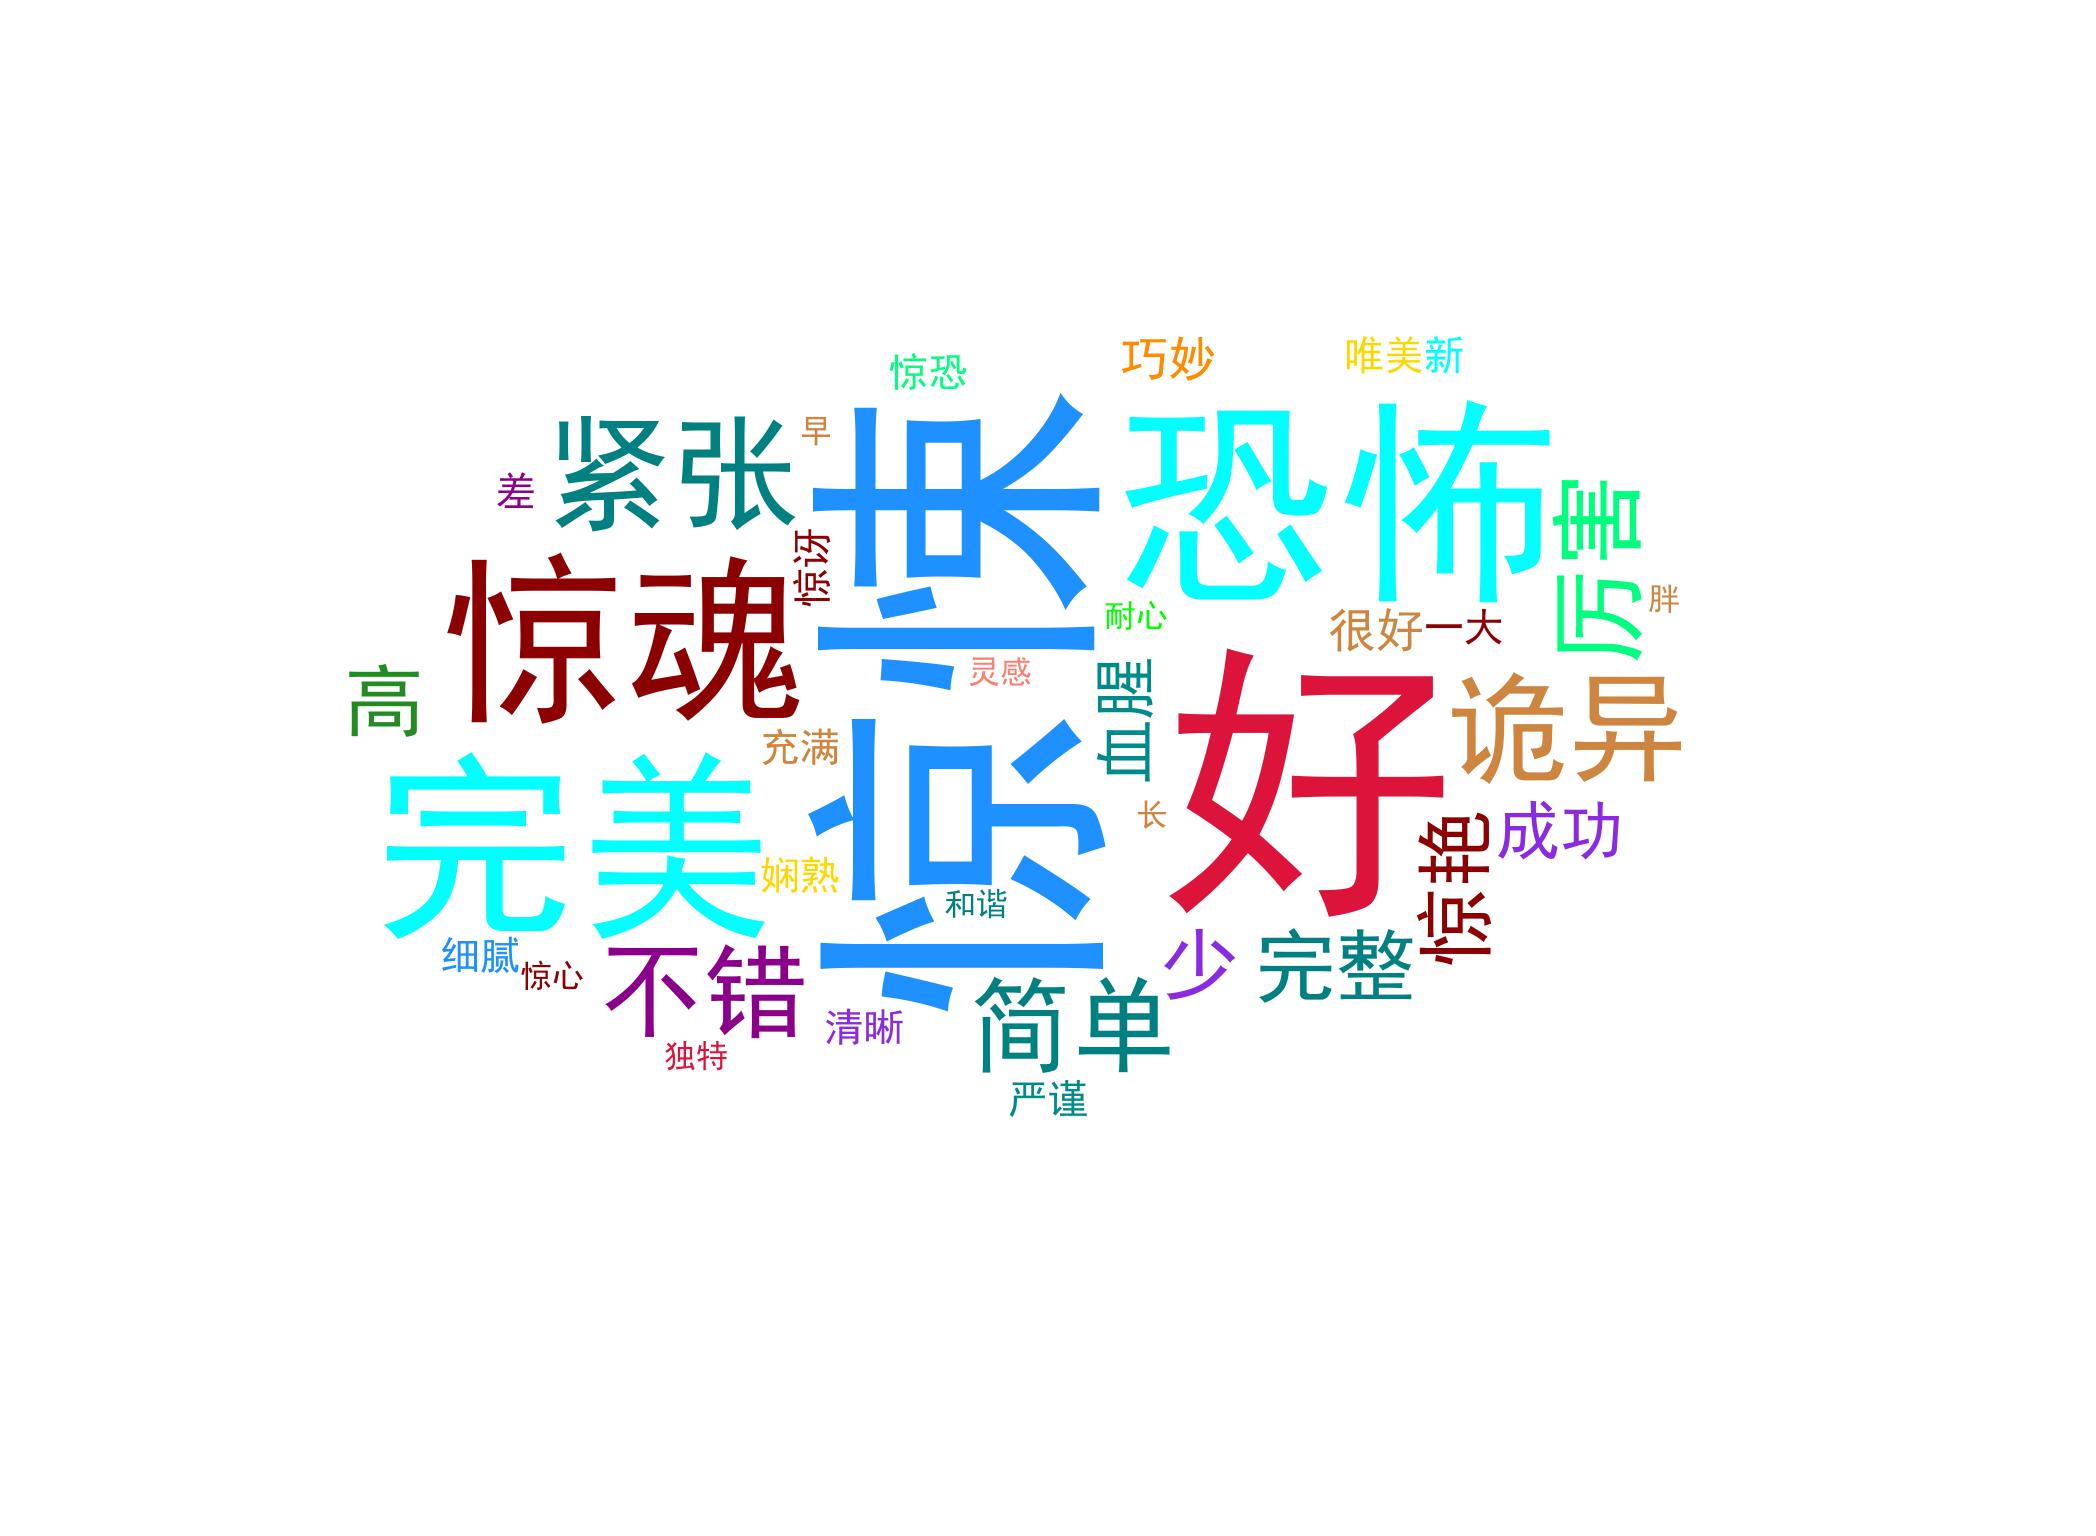 巧妙
唯美
新
惊恐
惊悚
恐怖
紧张
早
差
厉害
惊讶
惊魂
胖
耐心
很好
一大
灵感
血腥
高
诡异
好
充满
完美
长
成功
惊艳
娴熟
和谐
细腻
惊心
不错
少
完整
简单
清晰
独特
严谨